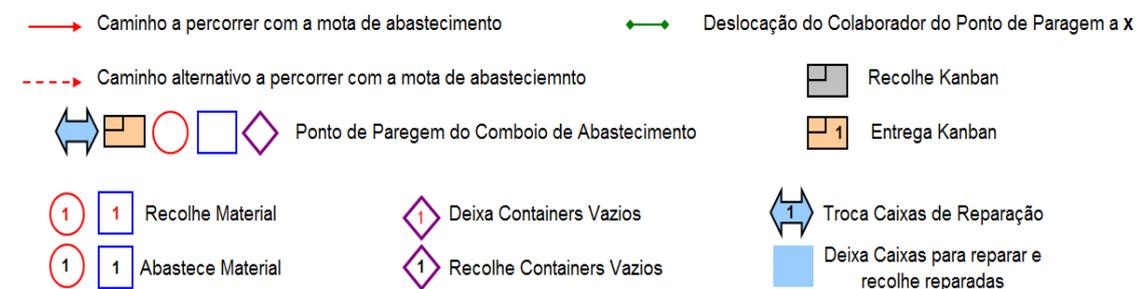 Caminho a percorrer com a mota de abastecimento
Deslocação do Colaborador do Ponto de Paragem a x
Caminho alternativo a percorrer com a mota de abasteciemnto
Recolhe Kanban
Ponto de Paregem do Comboio de Abastecimento
1 Entrega Kanban
1 1 Recolhe Material
1 Deixa Containers Vazios
1 Troca Caixas de Reparação
1 1 Abastece Material
1 Recolhe Containers Vazios
Deixa Caixas para reparar e
recolhe reparadas